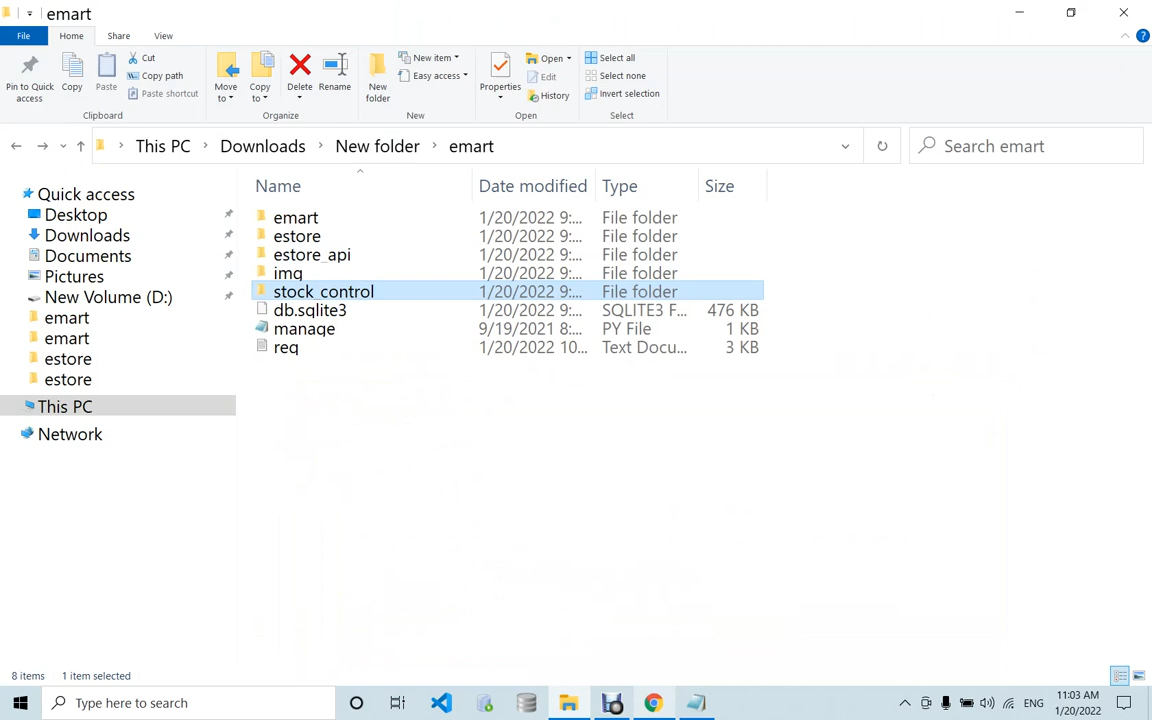 emart
File Home Share View
Pin to Quick access
Copy
Paste
Cut
Copy path
Paste shortcut
Clipboard
Move to
Copy to
Delete
Rename
Organize
New folder
New item
Easy access
New
Properties
Open
Edit
History
Open
Select all
Select none
Invert selection
Select
This PC Downloads New folder emart
Search emart
Quick access
Desktop
Downloads
Documents
Pictures
New Volume (D:)
emart
emart
estore
estore
This PC
Network
Name Date modified Type Size
emart 1/20/2022 9:... File folder
estore 1/20/2022 9:... File folder
estore_api 1/20/2022 9:... File folder
img 1/20/2022 9:... File folder
stock_control 1/20/2022 9:... File folder
db.sqlite3 1/20/2022 9:... SQLITE3 F... 476 KB
manage 9/19/2021 8:... PY File 1 KB
req 1/20/2022 10... Text Docu... 3 KB
8 items 1 item selected
Type here to search
ENG
11:03 AM
1/20/2022